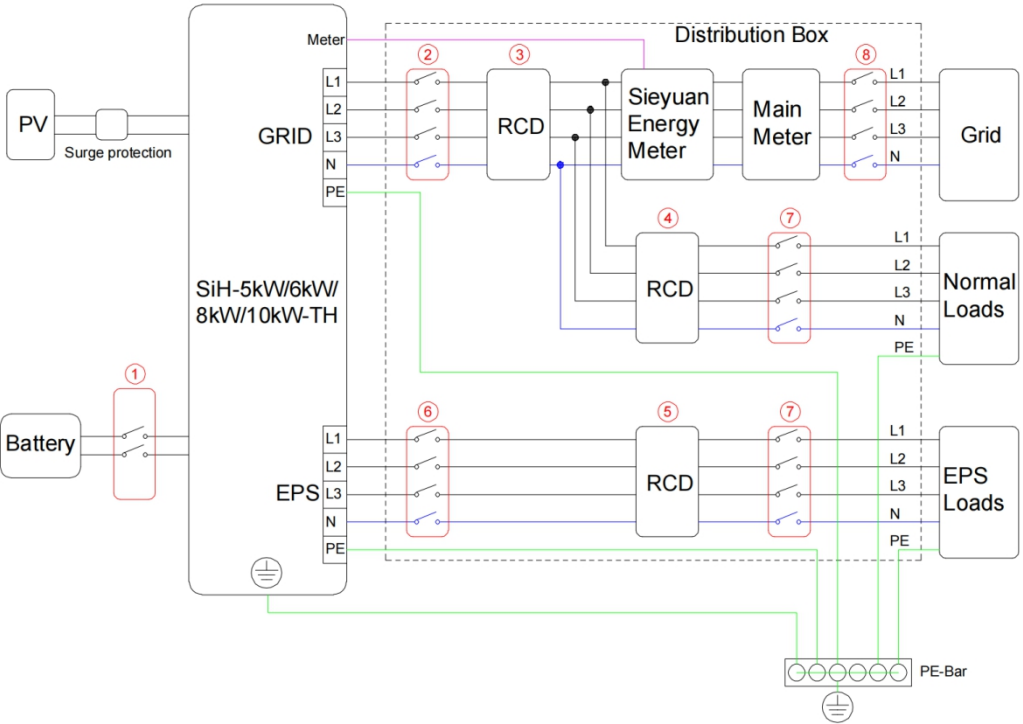 Distribution Box
Meter
② ③ ⑧
L1
L2
GRID L3
N
PE
PV
Surge protection
RCD
Sieyuan
Energy
Meter
Main
Meter
L1
L2
L3
N
Grid
④ ⑦
RCD
L1
L2
L3
N
PE
Normal
Loads
SiH-5kW/6kW/
8kW/10kW-TH
①
Battery
⑥ ⑤ ⑦
L1
L2
EPS L3
N
PE
RCD
L1
L2
L3
N
PE
EPS
Loads
PE-Bar